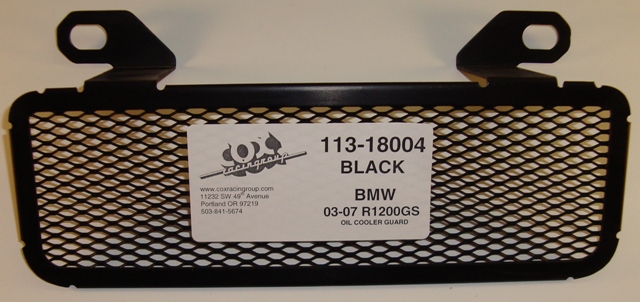 COX
racingroup
www.coxracingroup.com
11232 SW 49th Avenue
Portland OR 97219
503-841-5674
113-18004
BLACK
BMW
03-07 R1200GS
OIL COOLER GUARD